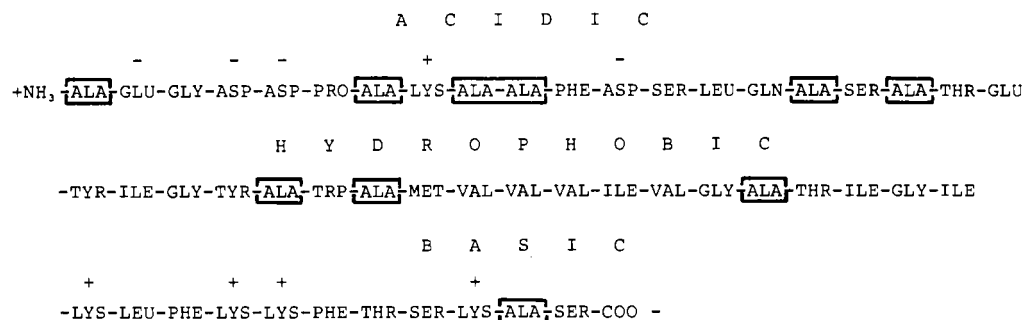 A C I D I C
- - - + -
+NH3-ALA-GLU-GLY-ASP-ASP-PRO-ALA-LYS-ALA-ALA-PHE-ASP-SER-LEU-GLN-ALA-SER-ALA-THR-GLU
H Y D R O P H O B I C
-TYR-ILE-GLY-TYR-ALA-TRP-ALA-MET-VAL-VAL-VAL-ILE-VAL-GLY-ALA-THR-ILE-GLY-ILE
B A S I C
+ + + +
-LYS-LEU-PHE-LYS-LYS-PHE-THR-SER-LYS-ALA-SER-COO -